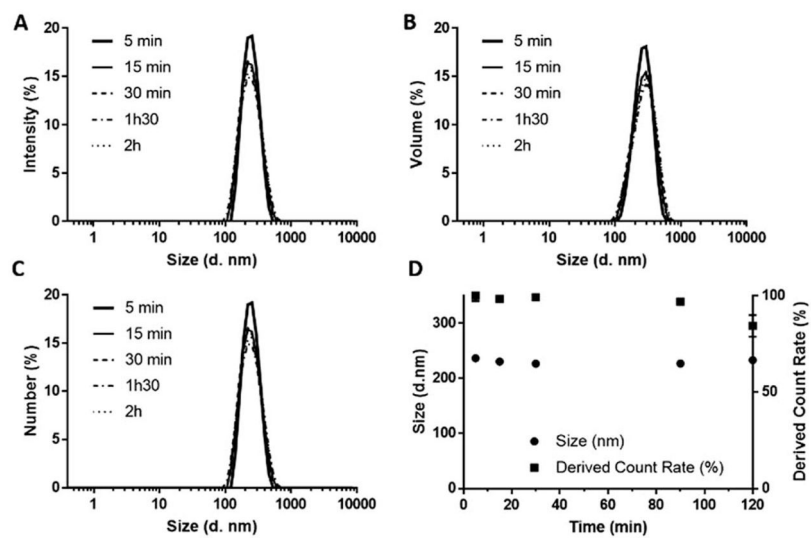 A
Intensity (%)
20
15
10
5
0
5 min
15 min
30 min
1h30
2h
1 10 100 1000 10000
Size (d. nm)
B
Volume (%)
20
15
10
5
0
5 min
15 min
30 min
1h30
2h
1 10 100 1000 10000
Size (d. nm)
C
Number (%)
20
15
10
5
0
5 min
15 min
30 min
1h30
2h
1 10 100 1000 10000
Size (d. nm)
D
Size (d.nm)
300
200
100
0
Size (nm)
Derived Count Rate (%)
0 20 40 60 80 100 120
Time (min)
100
50
0
Derived Count Rate (%)